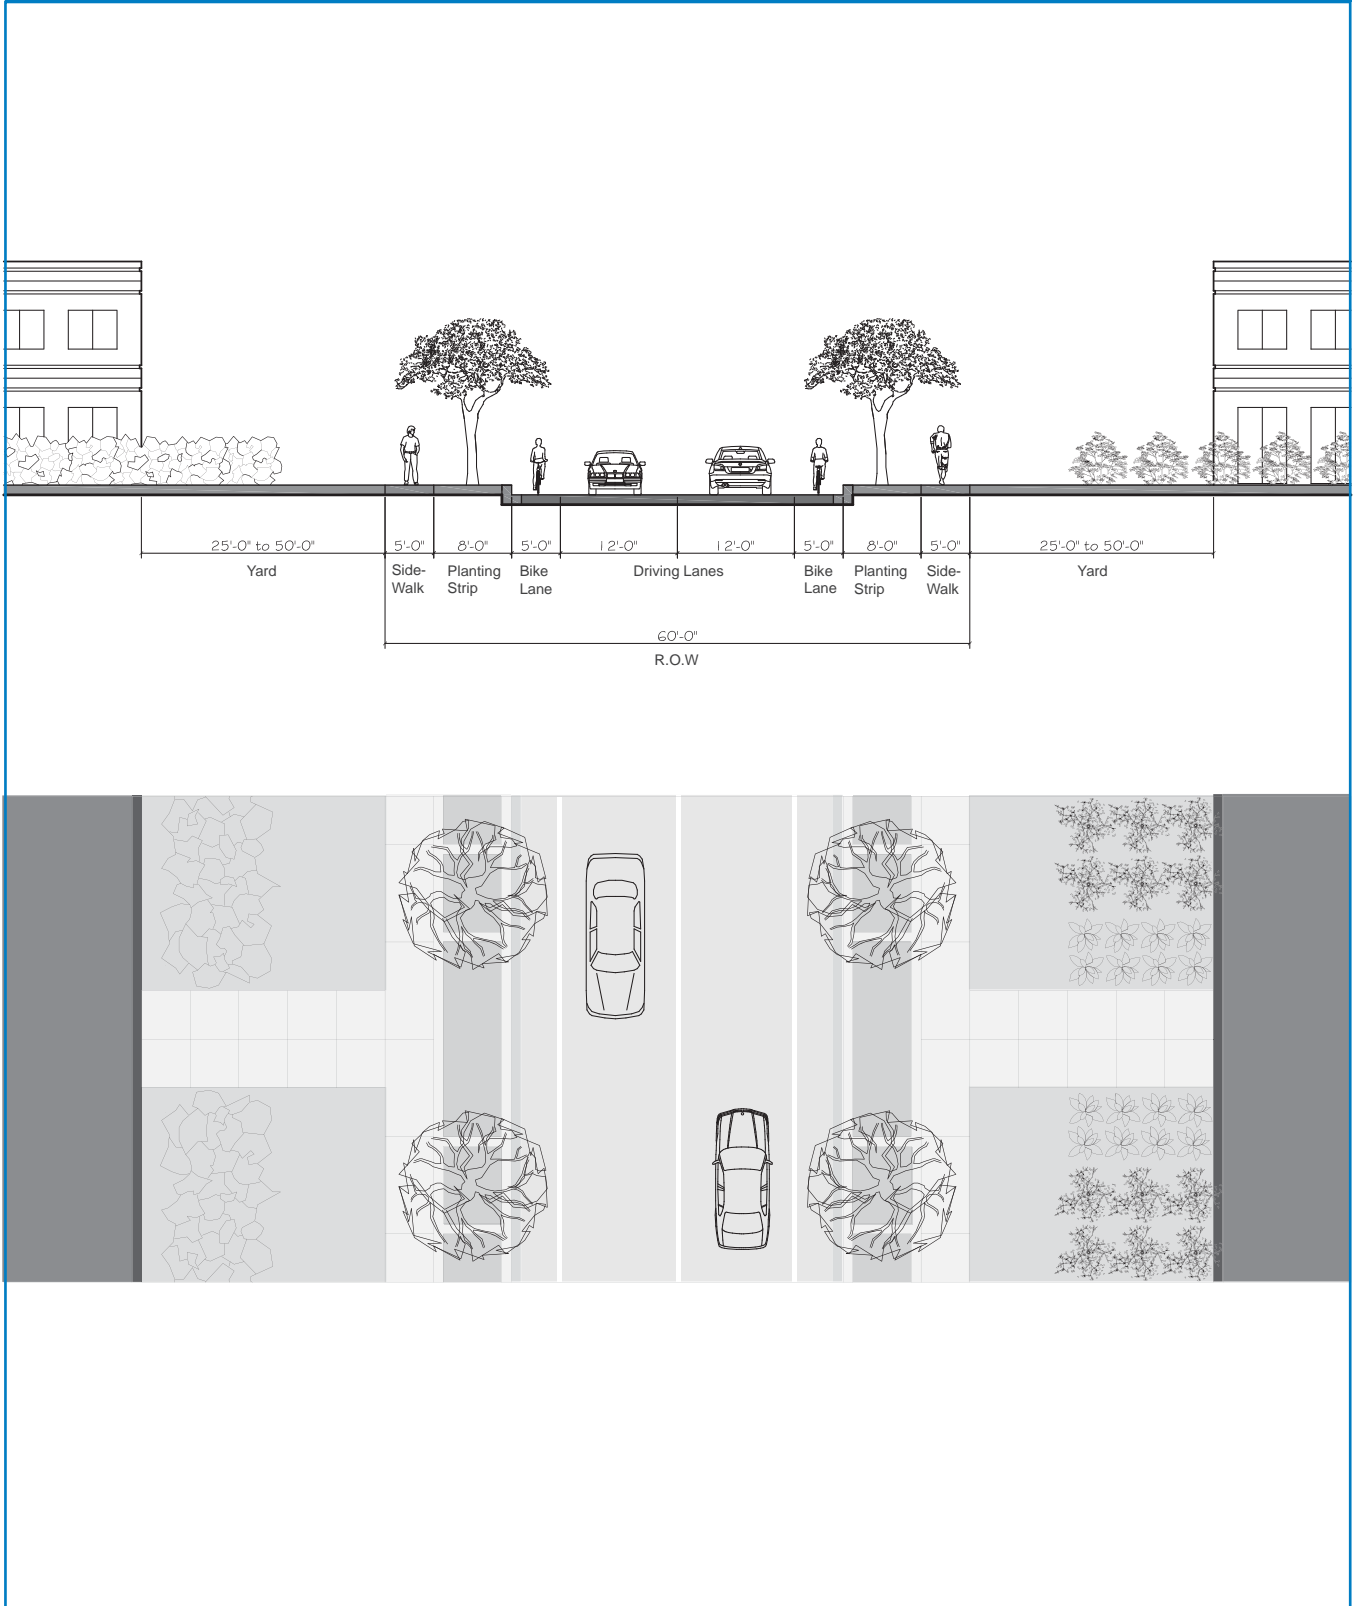 25'-0" to 50'-0" 5'-0" 8'-0" 5'-0" 12'-0" 12'-0" 5'-0" 8'-0" 5'-0" 25'-0" to 50'-0"
Yard Side- Planting Bike Driving Lanes Bike Planting Side- Yard
Walk Strip Lane Lane Strip Walk
60'-0"
R.O.W